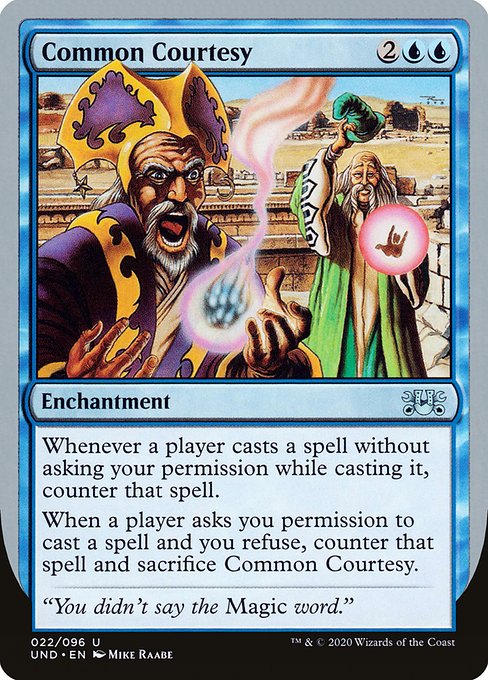 Common Courtesy 2
Enchantment
Whenever a player casts a spell without
asking your permission while casting it,
counter that spell.
When a player asks you permission to
cast a spell and you refuse, counter that
spell and sacrifice Common Courtesy.
“You didn’t say the Magic word.”
022/096 U
UND • EN Mike Raabe
™ & © 2020 Wizards of the Coast